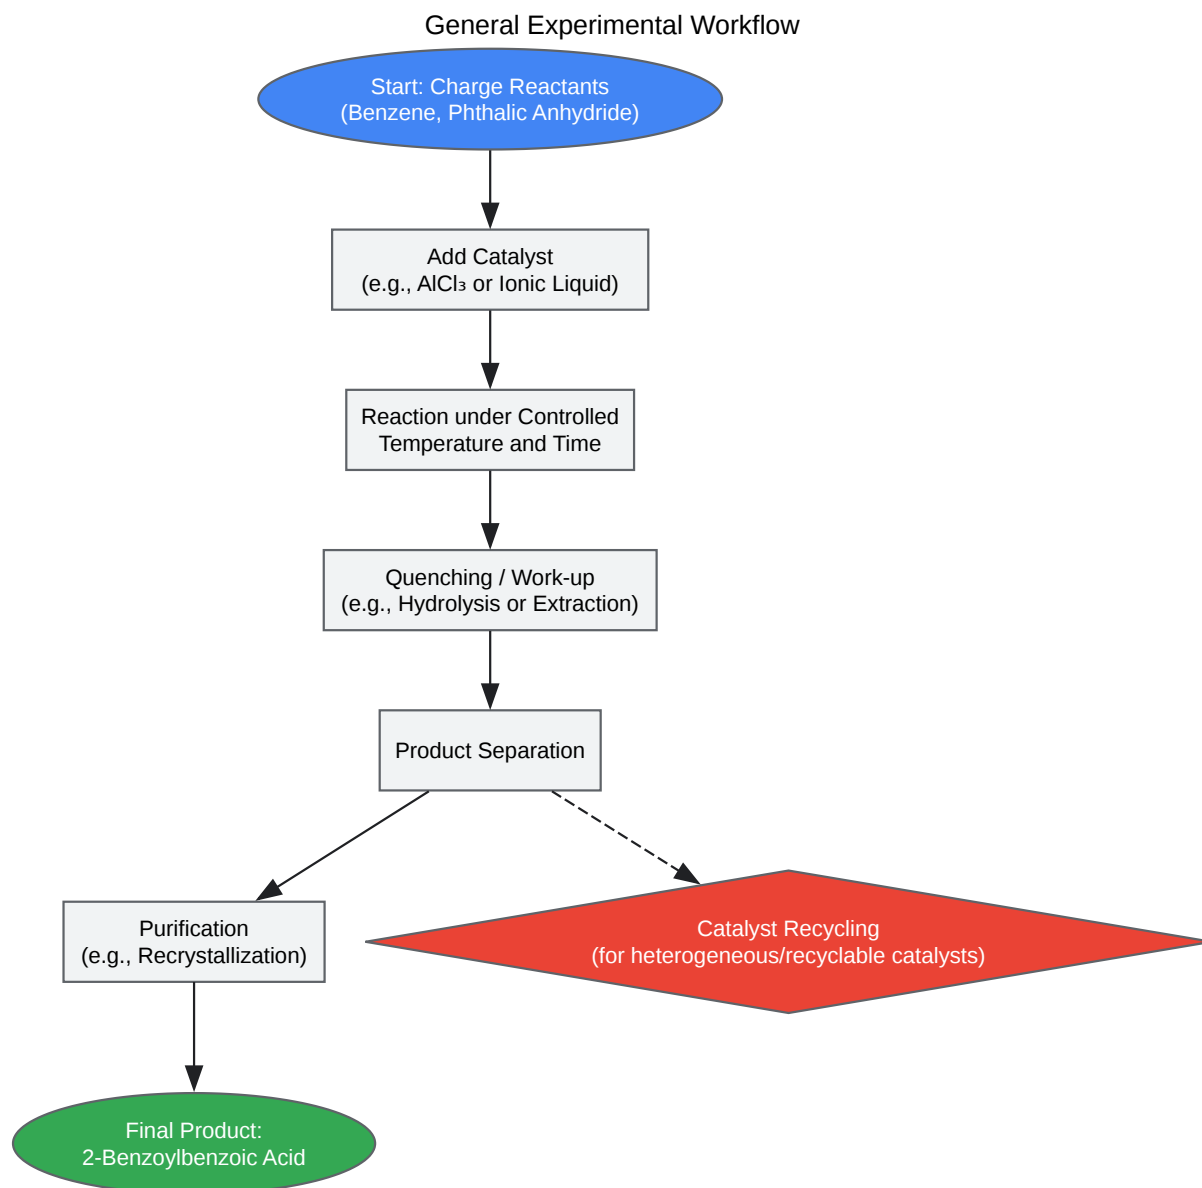 General Experimental Workflow
Start: Charge Reactants
(Benzene, Phthalic Anhydride)
Add Catalyst
(e.g., AlCl₃ or Ionic Liquid)
Reaction under Controlled
Temperature and Time
Quenching / Work-up
(e.g., Hydrolysis or Extraction)
Product Separation
Purification
(e.g., Recrystallization)
Catalyst Recycling
(for heterogeneous/recyclable catalysts)
Final Product:
2-Benzoylbenzoic Acid